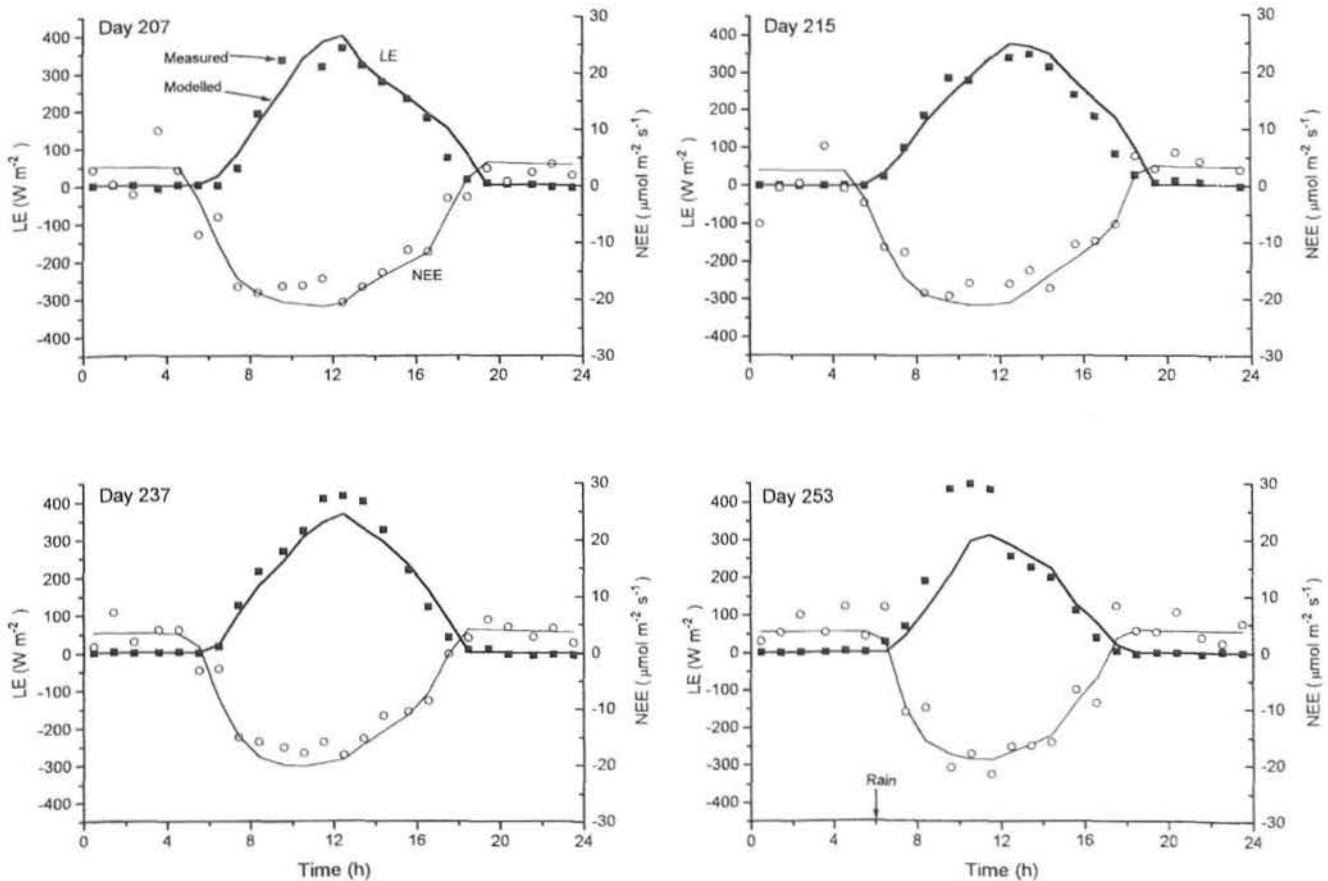 Day 207
LE
Measured
Modelled
NEE
LE (W m⁻²)
400
300
200
100
0
-100
-200
-300
-400
NEE ( μmol m⁻² s⁻¹ )
30
20
10
0
-10
-20
-30
0 4 8 12 16 20 24
Day 215
LE (W m⁻²)
400
300
200
100
0
-100
-200
-300
-400
NEE ( μmol m⁻² s⁻¹ )
30
20
10
0
-10
-20
-30
0 4 8 12 16 20 24
Day 237
LE (W m⁻²)
400
300
200
100
0
-100
-200
-300
-400
NEE ( μmol m⁻² s⁻¹ )
30
20
10
0
-10
-20
-30
0 4 8 12 16 20 24
Time (h)
Day 253
LE (W m⁻²)
400
300
200
100
0
-100
-200
-300
-400
NEE ( μmol m⁻² s⁻¹ )
30
20
10
0
-10
-20
-30
Rain
0 4 8 12 16 20 24
Time (h)